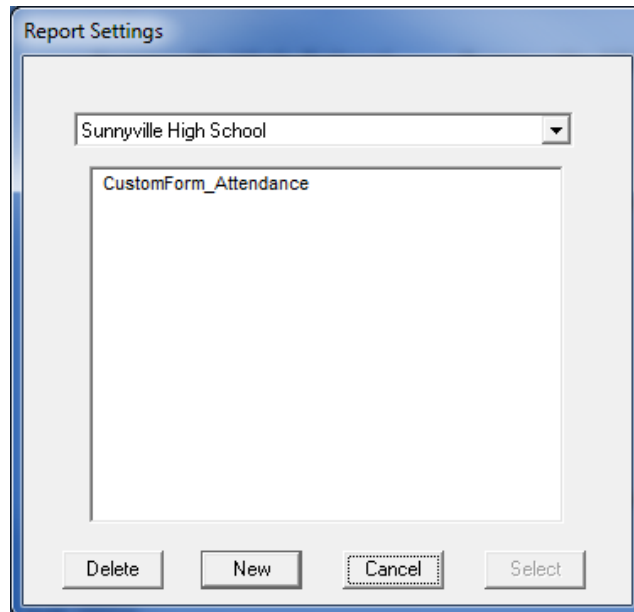 Report Settings
Sunnyville High School
CustomForm_Attendance
Delete New Cancel Select